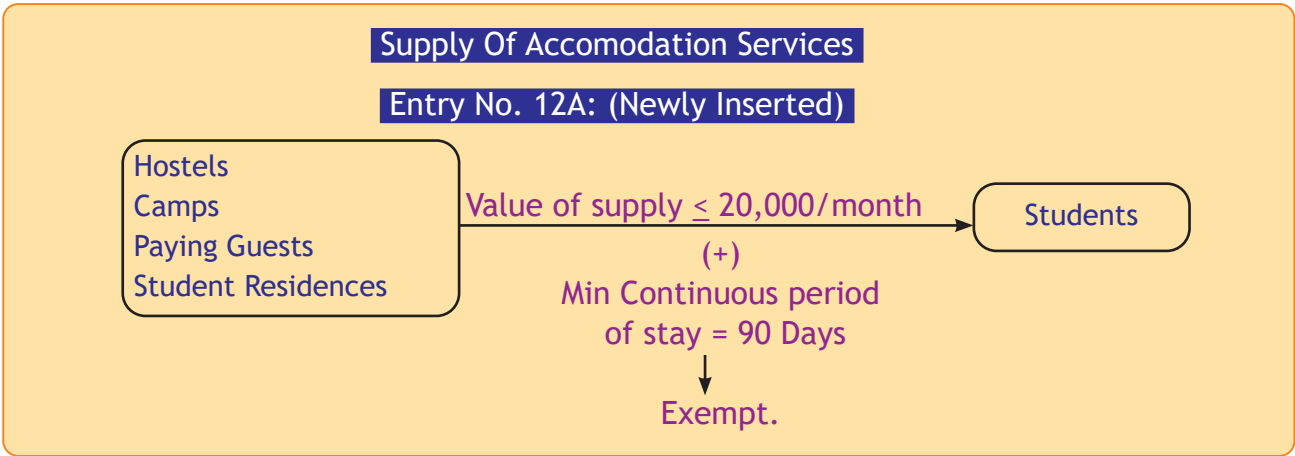 Supply Of Accomodation Services
Entry No. 12A: (Newly Inserted)
Hostels
Camps
Paying Guests
Student Residences
Value of supply ≤ 20,000/month
(+)
Min Continuous period
of stay = 90 Days
Exempt.
Students